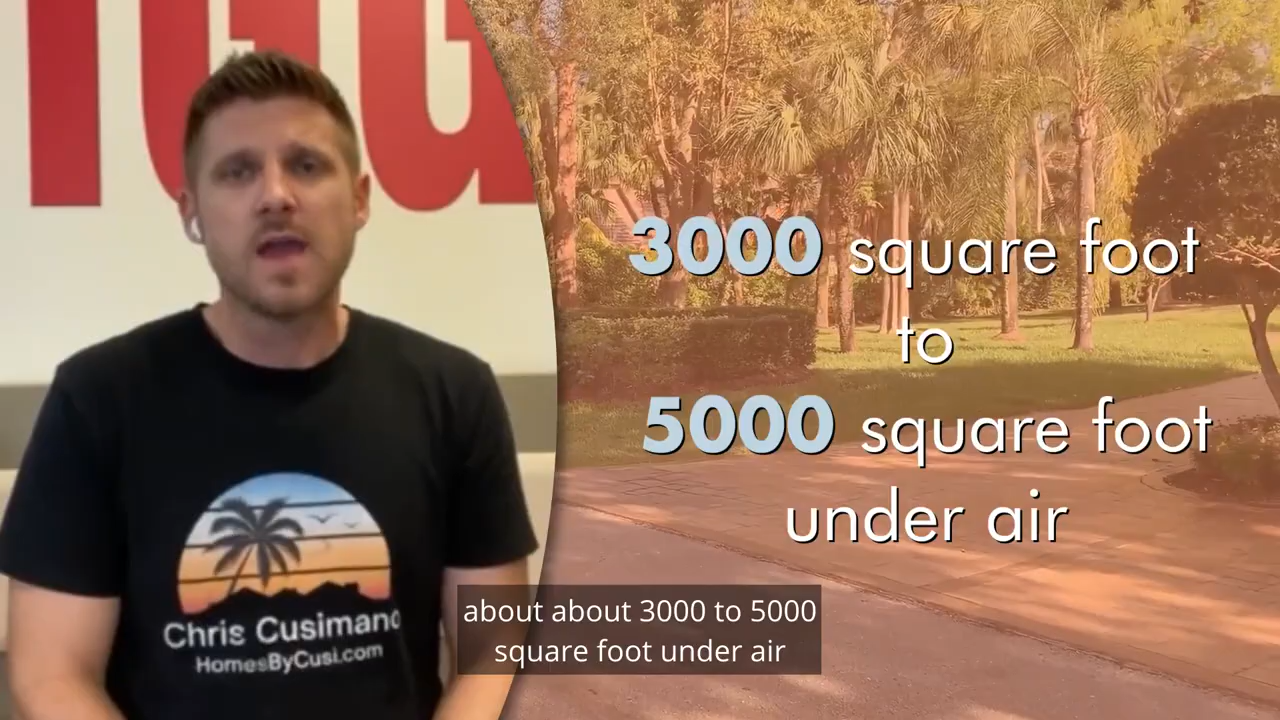 3000 square foot
to
5000 square foot
under air
Chris Cusimano
HomesByCusi.com
about about 3000 to 5000
square foot under air